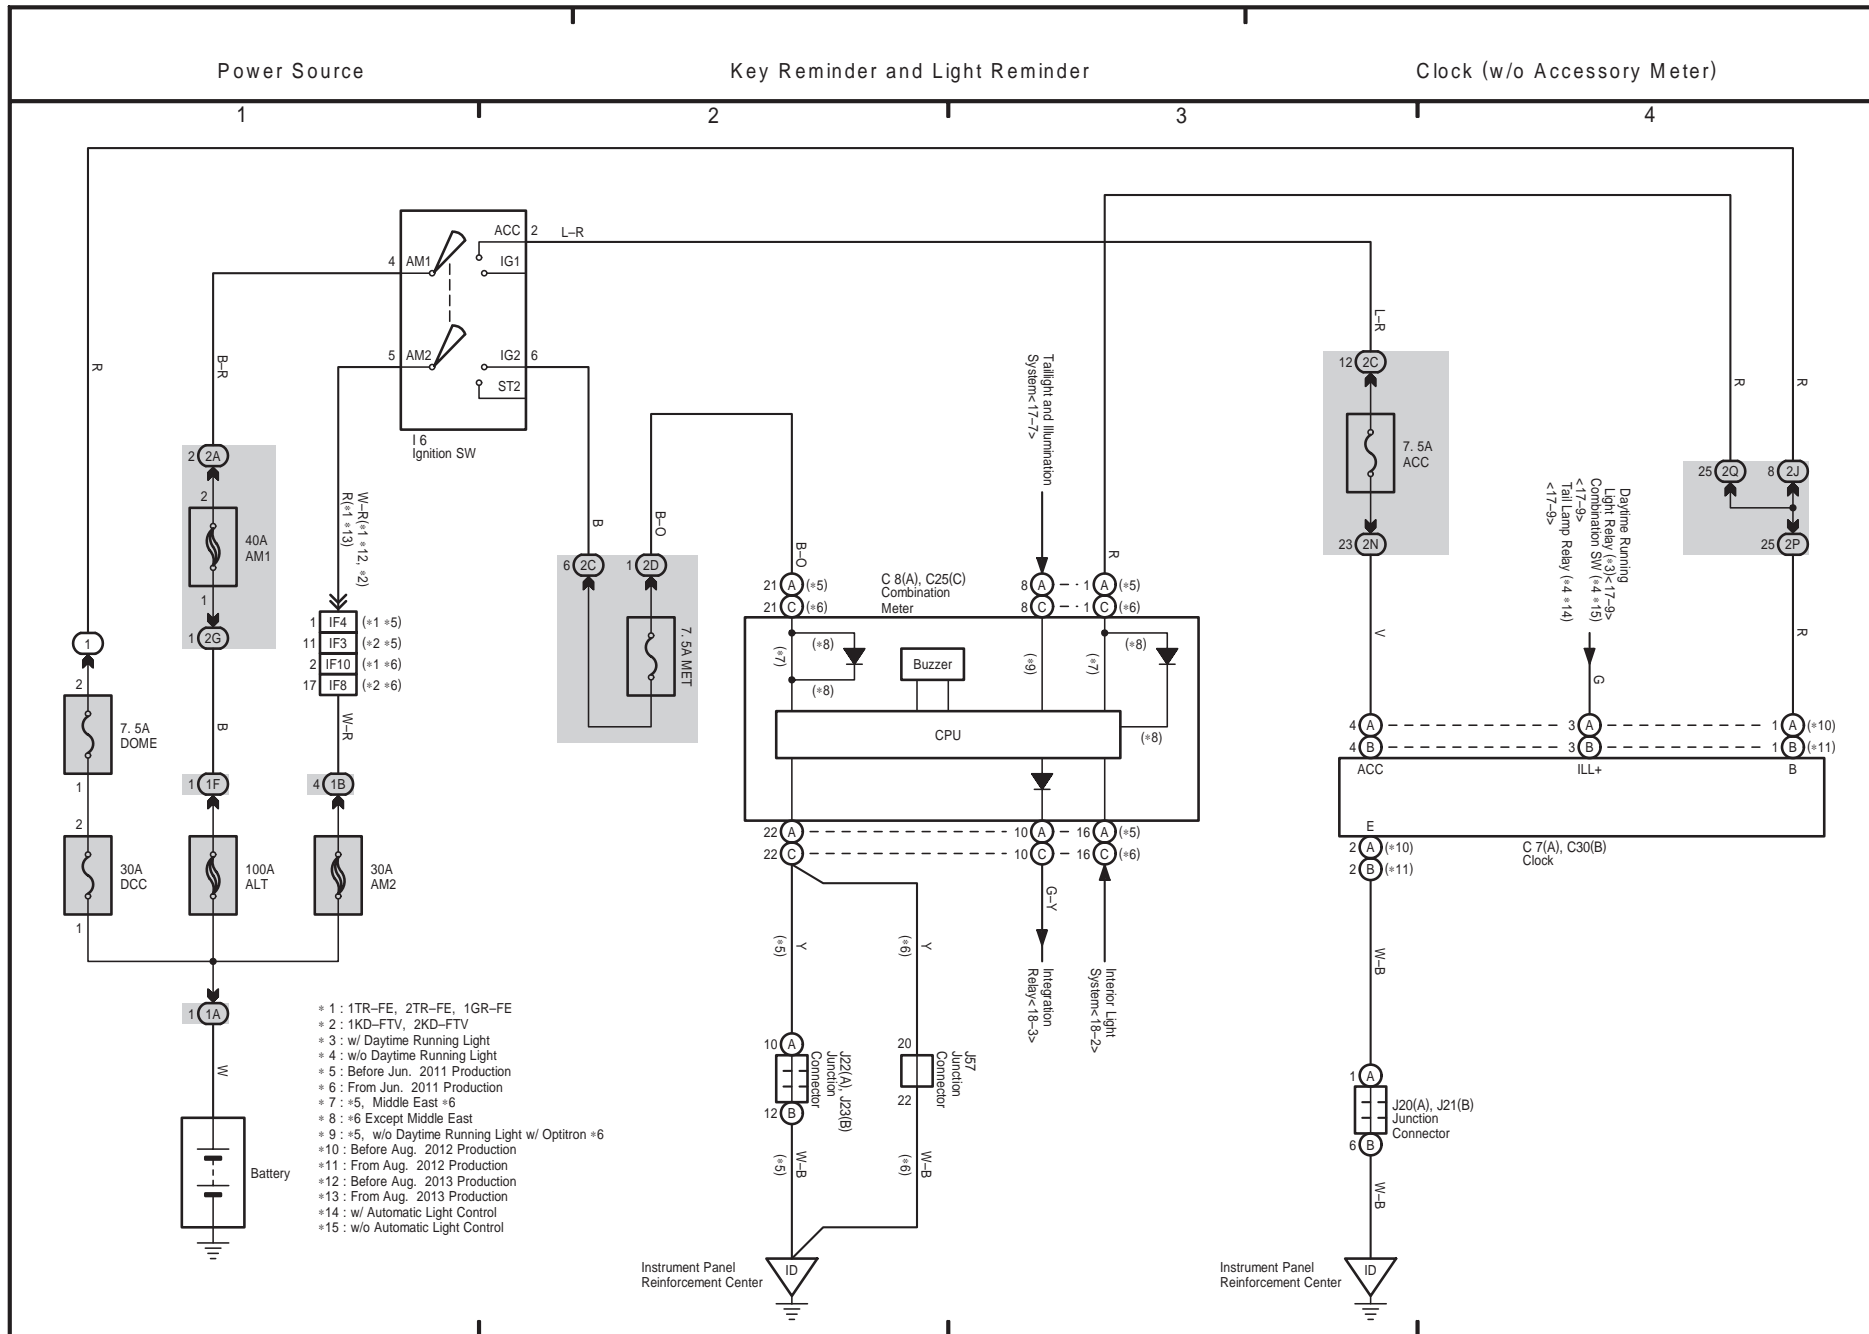 Power Source
Key Reminder and Light Reminder
Clock (w/o Accessory Meter)
1
2
3
4
R
B–R
4 AM1
ACC 2
L–R
IG1
5 AM2
IG2 6
ST2
I 6
Ignition SW
2 2A
2
40A
AM1
1
1 2G
B
1 1F
100A
ALT
W–R(*1 *12, *2)
R(*1 *13)
1 IF4 (*1 *5)
11 IF3 (*2 *5)
2 IF10 (*1 *6)
17 IF8 (*2 *6)
W–R
4 1B
30A
AM2
1
2
7. 5A
DOME
1
2
30A
DCC
1
1 1A
W
Battery
* 1 : 1TR–FE, 2TR–FE, 1GR–FE
* 2 : 1KD–FTV, 2KD–FTV
* 3 : w/ Daytime Running Light
* 4 : w/o Daytime Running Light
* 5 : Before Jun. 2011 Production
* 6 : From Jun. 2011 Production
* 7 : *5, Middle East *6
* 8 : *6 Except Middle East
* 9 : *5, w/o Daytime Running Light w/ Optitron *6
*10 : Before Aug. 2012 Production
*11 : From Aug. 2012 Production
*12 : Before Aug. 2013 Production
*13 : From Aug. 2013 Production
*14 : w/ Automatic Light Control
*15 : w/o Automatic Light Control
B
6 2C
1 2D
B–O
7. 5A MET
B–O
21 A (*5)
21 C (*6)
C 8(A), C25(C)
Combination
Meter
Taillight and Illumination
System<17–7>
8 A
8 C
R
1 A (*5)
1 C (*6)
(*7)
(*8)
(*8)
Buzzer
(*9)
(*7)
(*8)
CPU
(*8)
22 A
22 C
10 A
10 C
16 A (*5)
16 C (*6)
Y
(*5)
Y
(*6)
G–Y
Integration
Relay<18–3>
Interior Light
System<18–2>
10 A
J22(A), J23(B)
Junction
Connector
12 B
20
J57
Junction
Connector
22
W–B
(*5)
W–B
(*6)
Instrument Panel
Reinforcement Center
ID
L–R
12 2C
7. 5A
ACC
23 2N
V
Daytime Running
Light Relay (*3)<17–9>
Combination SW (*4 *15)
<17–9>
Tail Lamp Relay (*4 *14)
<17–9>
G
R
R
25 2Q
8 2J
25 2P
R
4 A
3 A
1 A (*10)
4 B
3 B
1 B (*11)
ACC
ILL+
B
E
2 A (*10)
2 B (*11)
C 7(A), C30(B)
Clock
W–B
1 A
J20(A), J21(B)
Junction
Connector
6 B
W–B
Instrument Panel
Reinforcement Center
ID